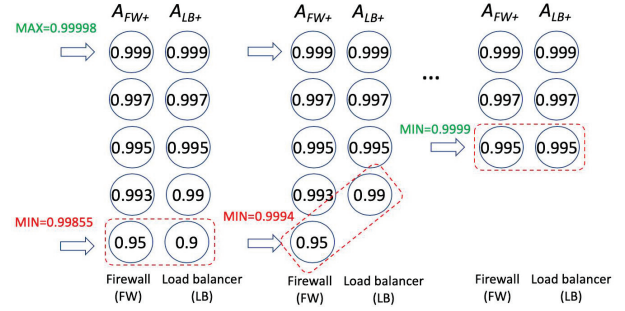 A_FW+ A_LB+ A_FW+ A_LB+ A_FW+ A_LB+
MAX=0.99998
0.999 0.999 0.999 0.999 0.999 0.999
...
0.997 0.997 0.997 0.997 0.997 0.997
MIN=0.9999
0.995 0.995 0.995 0.995 0.995 0.995
0.993 0.99 0.993 0.99
MIN=0.99855 MIN=0.9994
0.95 0.9 0.95
Firewall Load balancer Firewall Load balancer Firewall Load balancer
(FW) (LB) (FW) (LB) (FW) (LB)